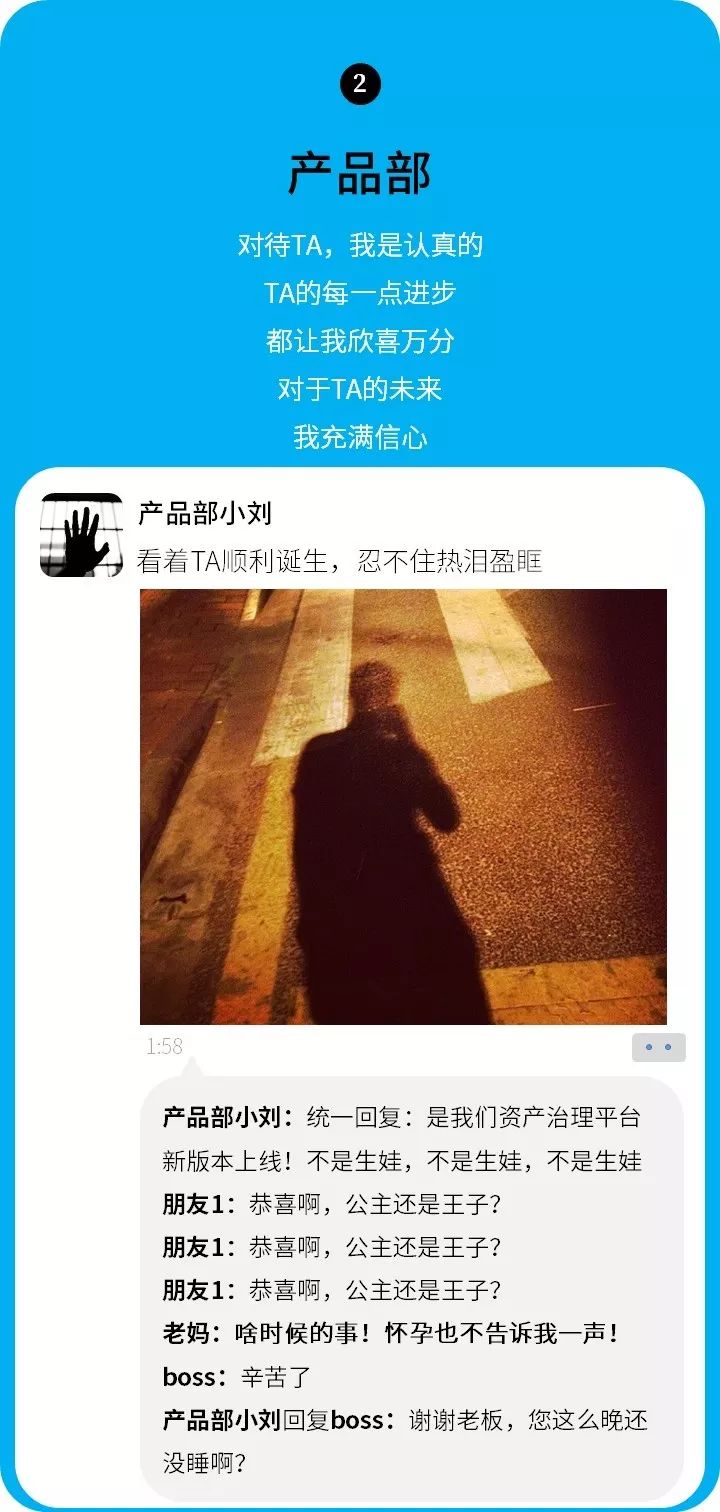 2
产品部
对待TA，我是认真的
TA的每一点进步
都让我欣喜万分
对于TA的未来
我充满信心
产品部小刘
看着TA顺利诞生，忍不住热泪盈眶
1:58
产品部小刘：统一回复：是我们资产治理平台
新版本上线！不是生娃，不是生娃，不是生娃
朋友1：恭喜啊，公主还是王子？
朋友1：恭喜啊，公主还是王子？
朋友1：恭喜啊，公主还是王子？
老妈：啥时候的事！怀孕也不告诉我一声！
boss：辛苦了
产品部小刘回复boss：谢谢老板，您这么晚还
没睡啊？